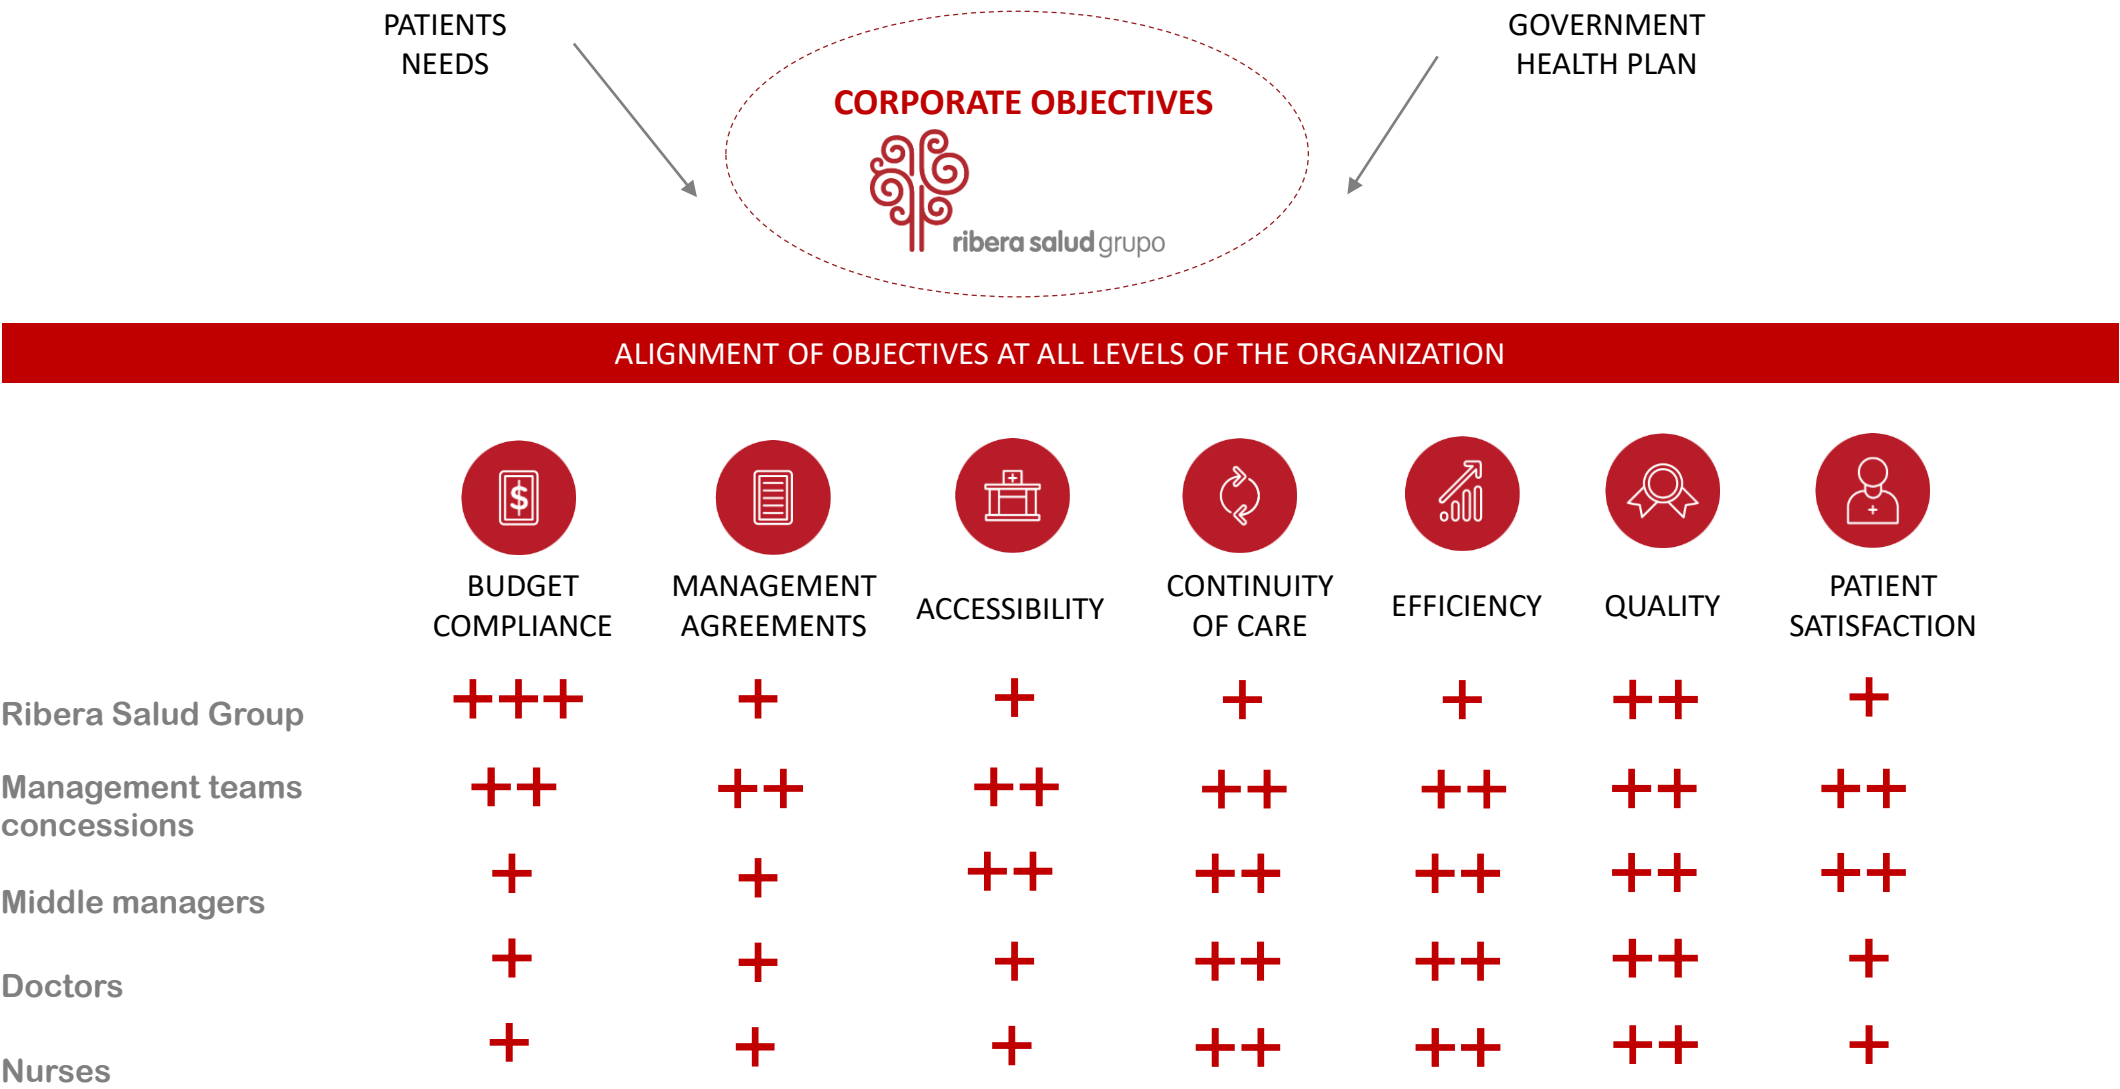 PATIENTS
NEEDS
GOVERNMENT
HEALTH PLAN
CORPORATE OBJECTIVES
ribera salud grupo
ALIGNMENT OF OBJECTIVES AT ALL LEVELS OF THE ORGANIZATION
$
BUDGET
COMPLIANCE
MANAGEMENT
AGREEMENTS
ACCESSIBILITY
CONTINUITY
OF CARE
EFFICIENCY
QUALITY
PATIENT
SATISFACTION
Ribera Salud Group
+++ + + + + ++ +
Management teams
concessions
++ ++ ++ ++ ++ ++ ++
Middle managers
+ + ++ ++ ++ ++ ++
Doctors
+ + + ++ ++ ++ +
Nurses
+ + + ++ ++ ++ +